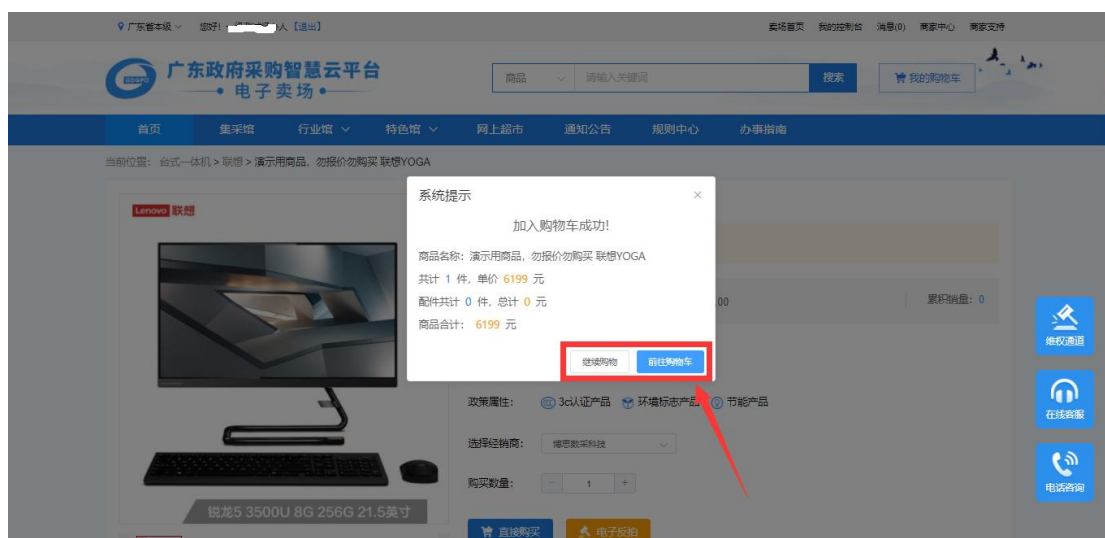 广东省本级 您好! 人【退出】 卖场首页 我的控制台 消息(0) 商家中心 商家支持
广东政府采购智慧云平台
电子卖场
商品 请输入关键词 搜索 我的购物车
首页 集采馆 行业馆 特色馆 网上超市 通知公告 规则中心 办事指南
当前位置: 台式一体机 > 联想 > 演示用商品, 勿报价勿购买 联想YOGA
Lenovo 联想
系统提示 ×
加入购物车成功!
商品名称: 演示用商品, 勿报价勿购买 联想YOGA
共计 1 件, 单价 6199 元
配件共计 0 件, 总计 0 元
商品合计: 6199 元
继续购物 前往购物车
.00 累积销量: 0
维权通道
政策属性: 3c认证产品 环境标志产品 节能产品
在线客服
选择经销商: 博思数采科技
购买数量: - 1 +
电话咨询
锐龙5 3500U 8G 256G 21.5英寸
直接购买 电子反拍